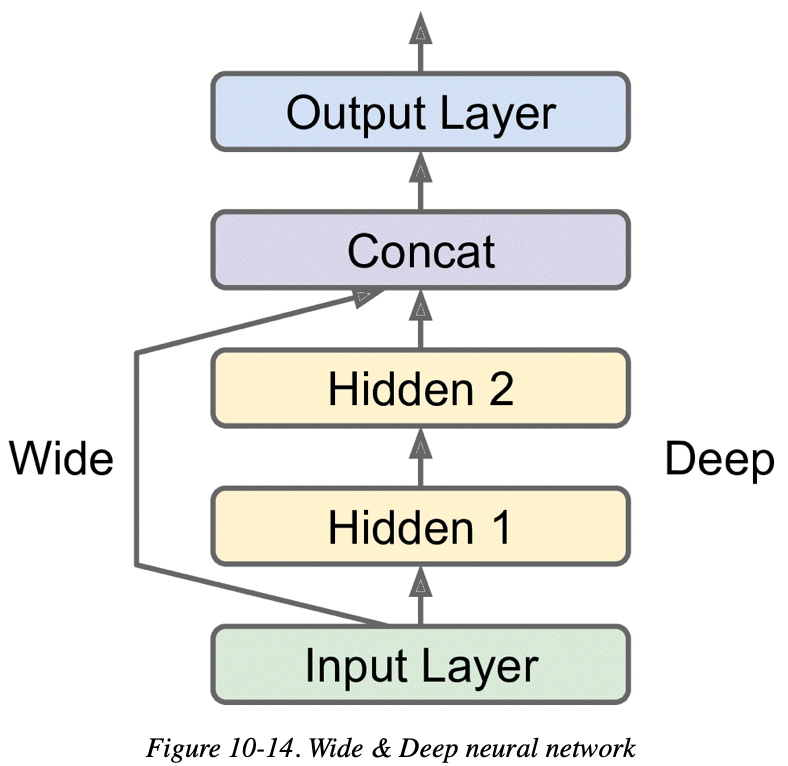 Output Layer
Concat
Hidden 2
Wide
Deep
Hidden 1
Input Layer
Figure 10-14. Wide & Deep neural network